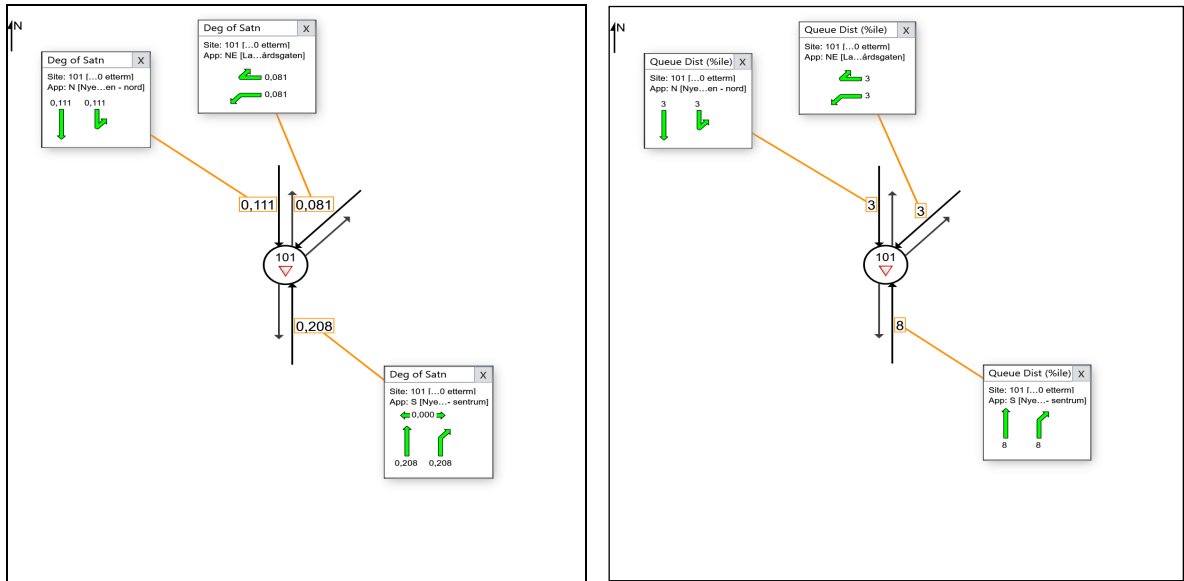 N
Deg of Satn X
Site: 101 [...0 etterm]
App: NE [La...årdsgaten]
0,081
0,081
Deg of Satn X
Site: 101 [...0 etterm]
App: N [Nye...en - nord]
0,111 0,111
0,111 0,081
101
0,208
Deg of Satn X
Site: 101 [...0 etterm]
App: S [Nye...- sentrum]
0,000
0,208 0,208
N
Queue Dist (%ile) X
Site: 101 [...0 etterm]
App: NE [La...årdsgaten]
3
3
Queue Dist (%ile) X
Site: 101 [...0 etterm]
App: N [Nye...en - nord]
3 3
3 3
101
8
Queue Dist (%ile) X
Site: 101 [...0 etterm]
App: S [Nye...- sentrum]
8 8